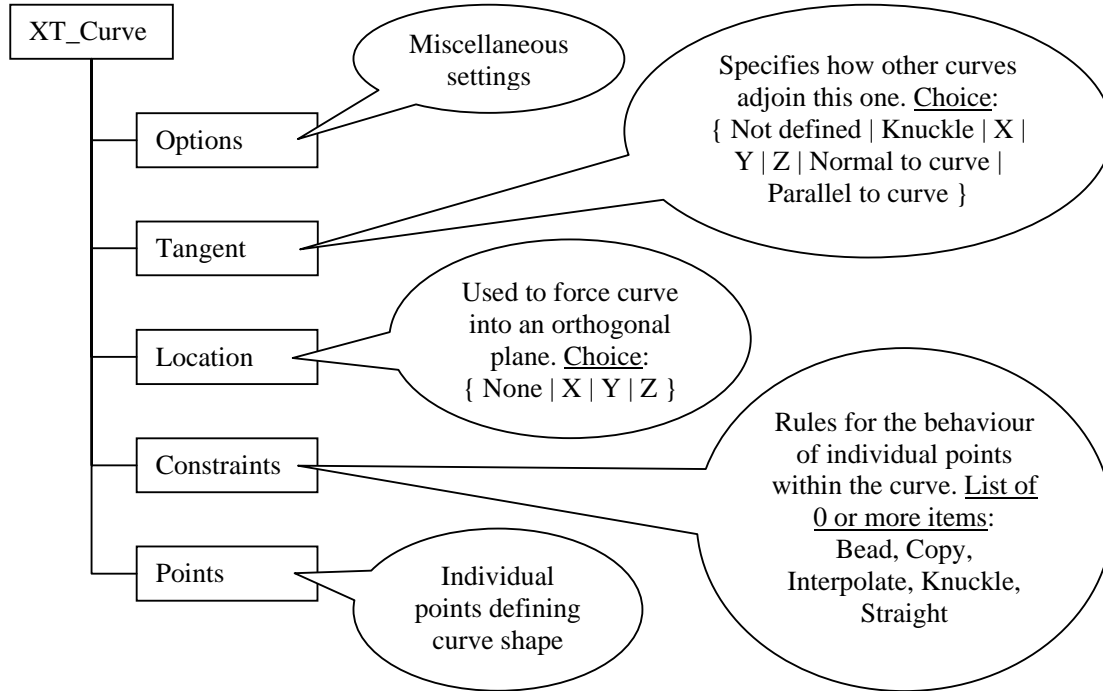 XT_Curve
Miscellaneous
settings
Options
Specifies how other curves
adjoin this one. Choice:
{ Not defined | Knuckle | X |
Y | Z | Normal to curve |
Parallel to curve }
Tangent
Used to force curve
into an orthogonal
plane. Choice:
{ None | X | Y | Z }
Location
Rules for the behaviour
of individual points
within the curve. List of
0 or more items:
Bead, Copy,
Interpolate, Knuckle,
Straight
Constraints
Points
Individual
points defining
curve shape